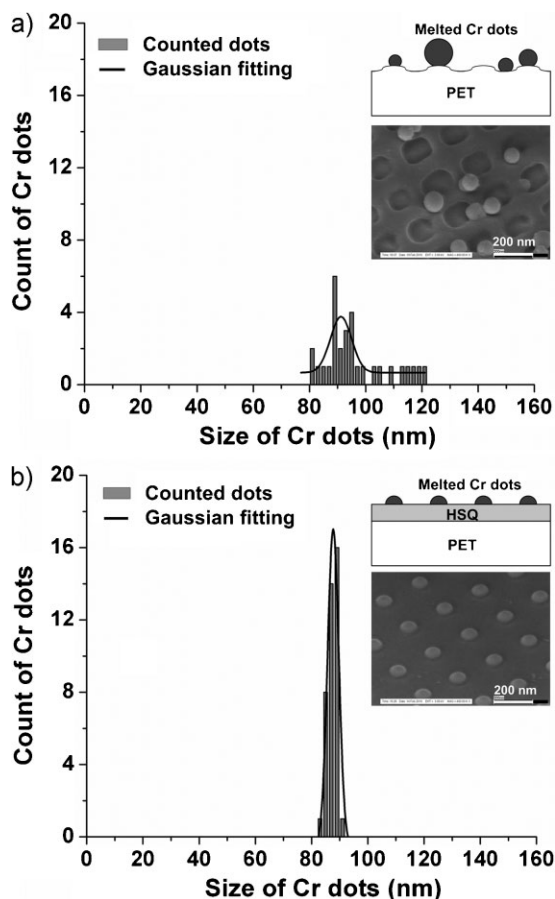 a)
20
16
12
8
4
0
Count of Cr dots
Counted dots
Gaussian fitting
Melted Cr dots
PET
200 nm
0 20 40 60 80 100 120 140 160
Size of Cr dots (nm)
b)
20
16
12
8
4
0
Count of Cr dots
Counted dots
Gaussian fitting
Melted Cr dots
HSQ
PET
200 nm
0 20 40 60 80 100 120 140 160
Size of Cr dots (nm)